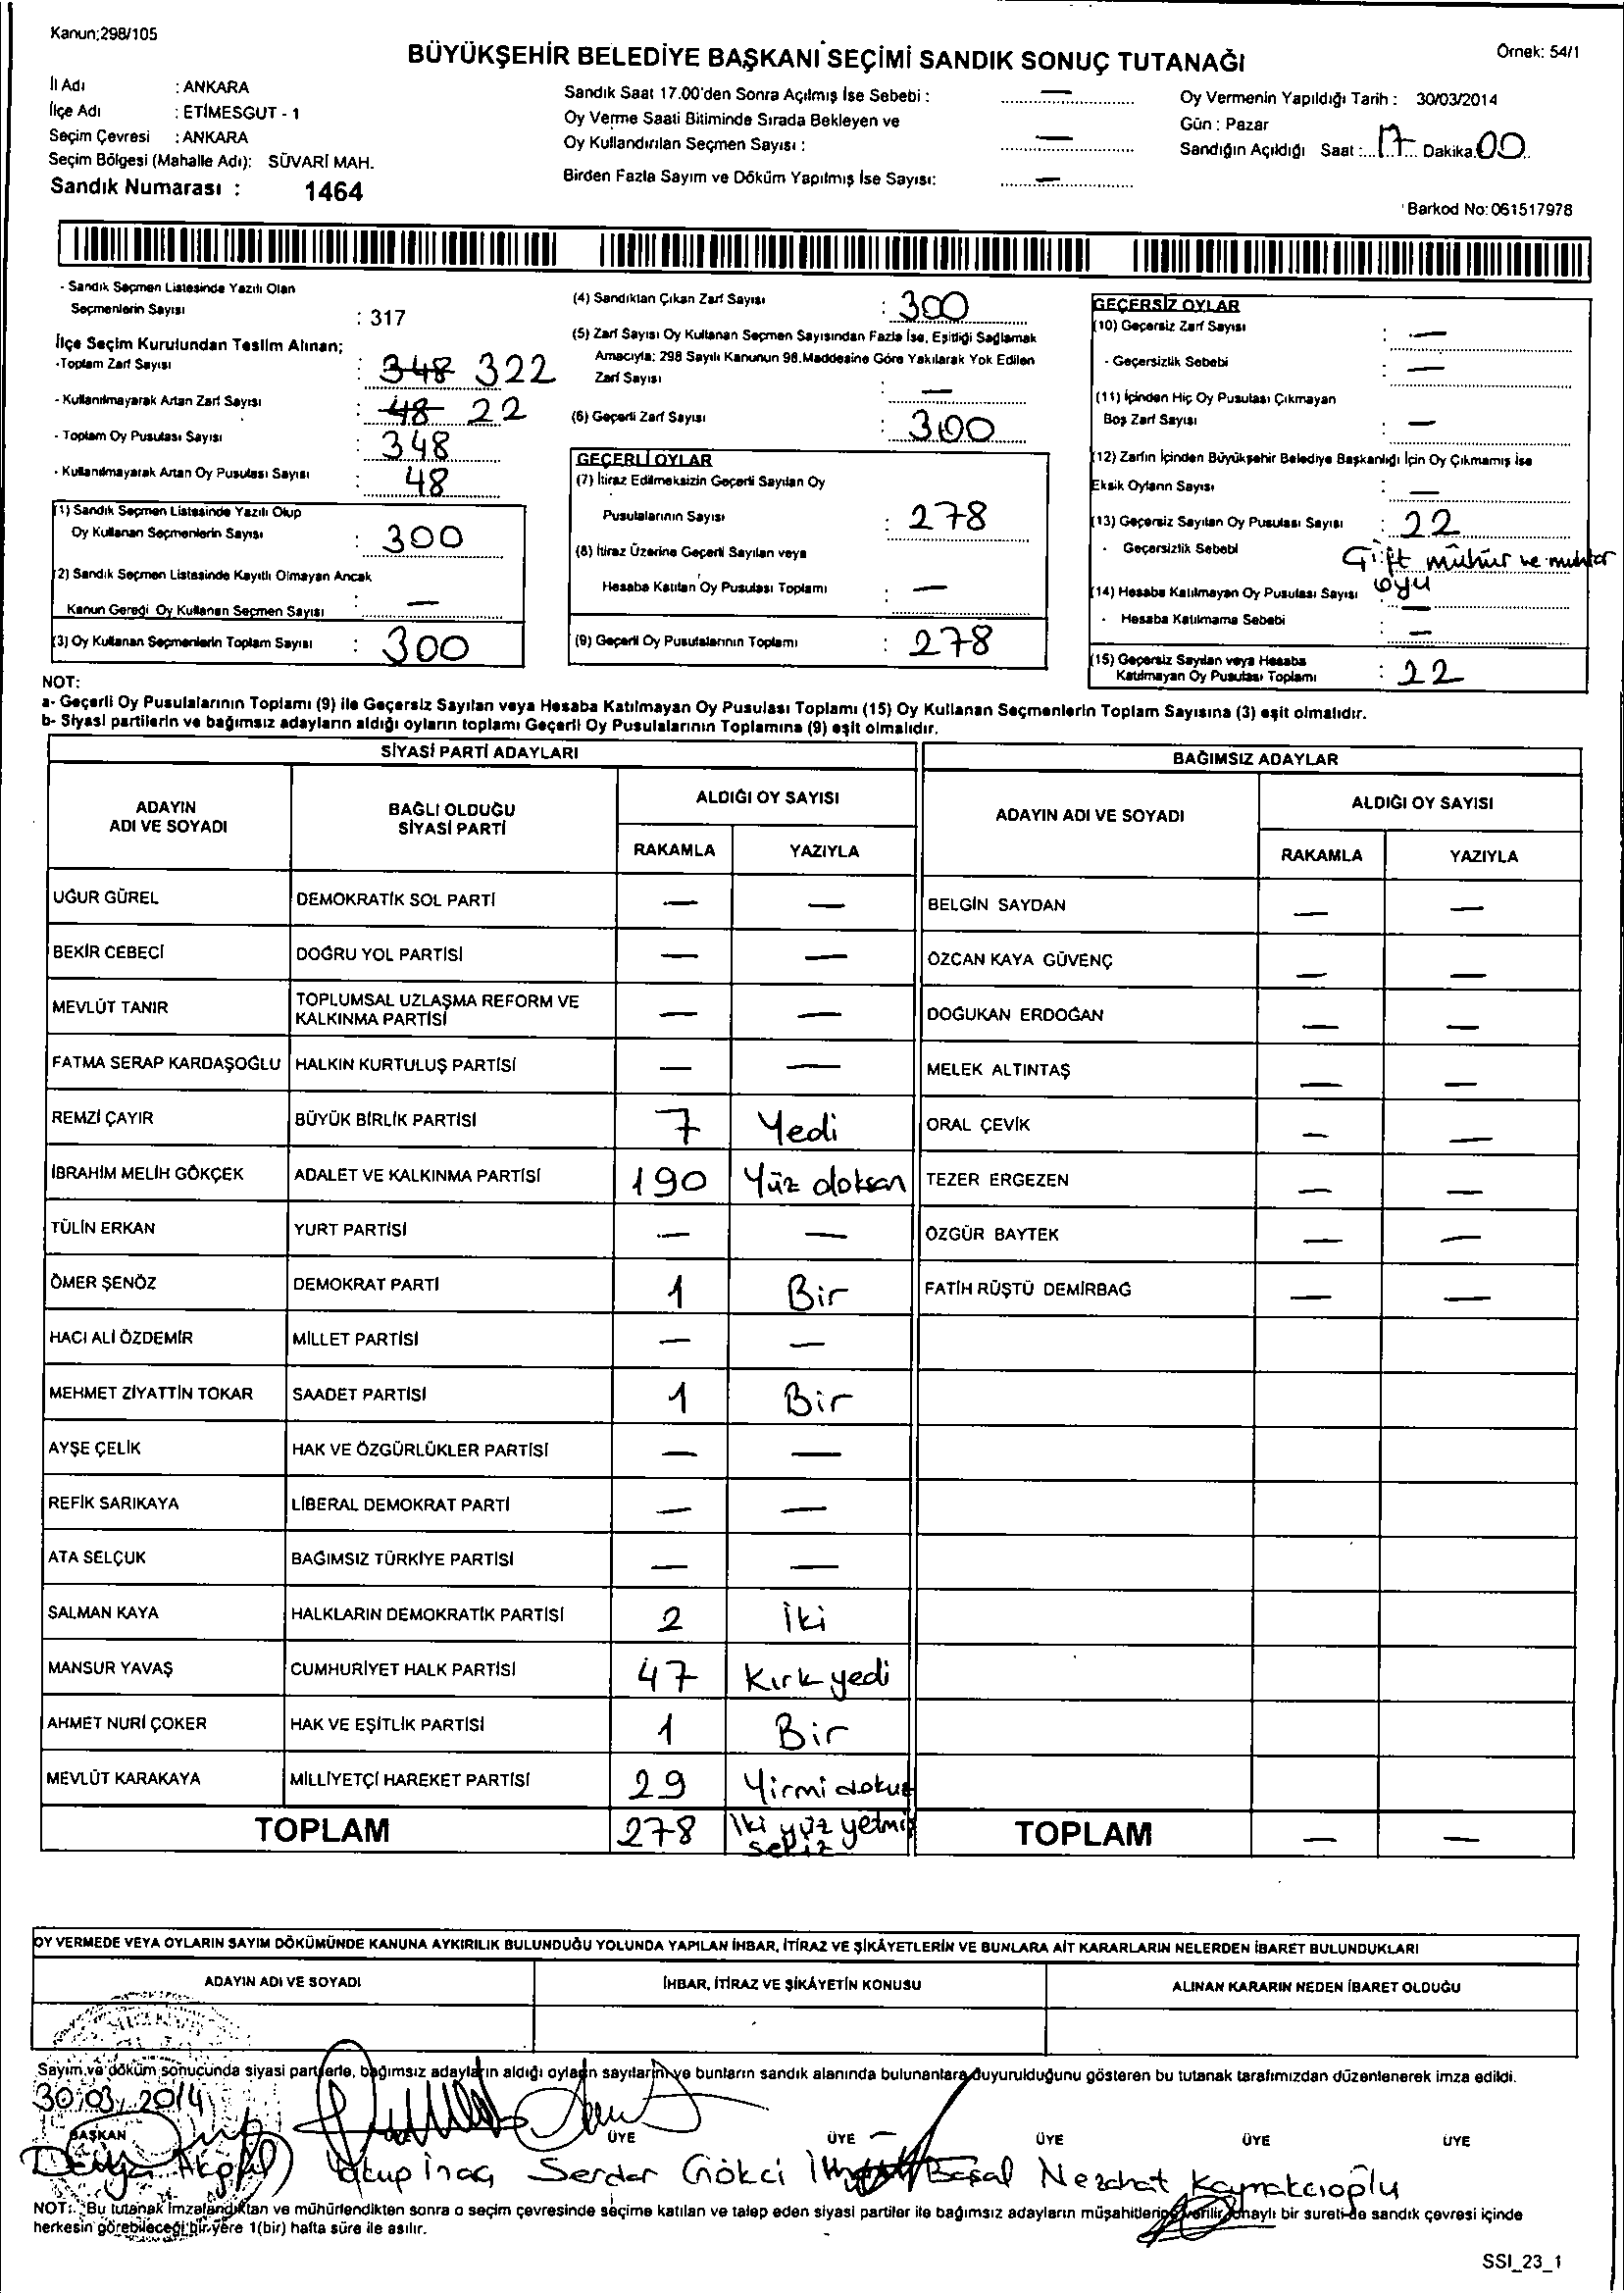 Kanun;298/105
BÜYÜKŞEHİR BELEDİYE BAŞKANI SEÇİMİ SANDIK SONUÇ TUTANAĞI
Örnek: 54/1
İl Adı : ANKARA
İlçe Adı : ETİMESGUT - 1
Seçim Çevresi : ANKARA
Seçim Bölgesi (Mahalle Adı): SÜVARİ MAH.
Sandık Numarası : 1464
Sandık Saat 17.00'den Sonra Açılmış İse Sebebi : —
Oy Verme Saati Bitiminde Sırada Bekleyen ve
Oy Kullandırılan Seçmen Sayısı : —
Birden Fazla Sayım ve Döküm Yapılmış İse Sayısı: —
Oy Vermenin Yapıldığı Tarih : 30/03/2014
Gün : Pazar
Sandığın Açıldığı Saat : 17 Dakika 00
Barkod No: 061517978
- Sandık Seçmen Listesinde Yazılı Olan
Seçmenlerin Sayısı : 317
İlçe Seçim Kurulundan Teslim Alınan;
-Toplam Zarf Sayısı : 348 322
- Kullanılmayarak Artan Zarf Sayısı : 48 22
- Toplam Oy Pusulası Sayısı : 348
- Kullanılmayarak Artan Oy Pusulası Sayısı : 48
(1) Sandık Seçmen Listesinde Yazılı Olup
Oy Kullanan Seçmenlerin Sayısı : 300
(2) Sandık Seçmen Listesinde Kayıtlı Olmayan Ancak
Kanun Gereği Oy Kullanan Seçmen Sayısı : —
(3) Oy Kullanan Seçmenlerin Toplam Sayısı : 300
(4) Sandıktan Çıkan Zarf Sayısı : 300
(5) Zarf Sayısı Oy Kullanan Seçmen Sayısından Fazla İse, Eşitliği Sağlamak
Amacıyla; 298 Sayılı Kanunun 98.Maddesine Göre Yakılarak Yok Edilen
Zarf Sayısı : —
(6) Geçerli Zarf Sayısı : 300
GEÇERLİ OYLAR
(7) İtiraz Edilmeksizin Geçerli Sayılan Oy
Pusulalarının Sayısı : 278
(8) İtiraz Üzerine Geçerli Sayılan veya
Hesaba Katılan Oy Pusulası Toplamı : —
(9) Geçerli Oy Pusulalarının Toplamı : 278
GEÇERSİZ OYLAR
(10) Geçersiz Zarf Sayısı : —
- Geçersizlik Sebebi : —
(11) İçinden Hiç Oy Pusulası Çıkmayan
Boş Zarf Sayısı : —
(12) Zarfın İçinden Büyükşehir Belediye Başkanlığı İçin Oy Çıkmamış ise
Eksik Oyların Sayısı : —
(13) Geçersiz Sayılan Oy Pusulası Sayısı : 22
- Geçersizlik Sebebi Çift mühür ve muhtar
oyu
(14) Hesaba Katılmayan Oy Pusulası Sayısı : —
- Hesaba Katılmama Sebebi : —
(15) Geçersiz Sayılan veya Hesaba
Katılmayan Oy Pusulası Toplamı : 22
NOT:
a- Geçerli Oy Pusulalarının Toplamı (9) ile Geçersiz Sayılan veya Hesaba Katılmayan Oy Pusulası Toplamı (15) Oy Kullanan Seçmenlerin Toplam Sayısına (3) eşit olmalıdır.
b- Siyasi partilerin ve bağımsız adayların aldığı oyların toplamı Geçerli Oy Pusulalarının Toplamına (9) eşit olmalıdır.
SİYASİ PARTİ ADAYLARI
BAĞIMSIZ ADAYLAR
ADAYIN
ADI VE SOYADI
BAĞLI OLDUĞU
SİYASİ PARTİ
ALDIĞI OY SAYISI
RAKAMLA YAZIYLA
ADAYIN ADI VE SOYADI
ALDIĞI OY SAYISI
RAKAMLA YAZIYLA
UĞUR GÜREL DEMOKRATİK SOL PARTİ — — BELGİN SAYDAN — —
BEKİR CEBECİ DOĞRU YOL PARTİSİ — — ÖZCAN KAYA GÜVENÇ — —
MEVLÜT TANIR TOPLUMSAL UZLAŞMA REFORM VE
KALKINMA PARTİSİ — — DOĞUKAN ERDOĞAN — —
FATMA SERAP KARDAŞOĞLU HALKIN KURTULUŞ PARTİSİ — — MELEK ALTINTAŞ — —
REMZİ ÇAYIR BÜYÜK BİRLİK PARTİSİ 7 Yedi ORAL ÇEVİK — —
İBRAHİM MELİH GÖKÇEK ADALET VE KALKINMA PARTİSİ 190 Yüz doksan TEZER ERGEZEN — —
TÜLİN ERKAN YURT PARTİSİ — — ÖZGÜR BAYTEK — —
ÖMER ŞENÖZ DEMOKRAT PARTİ 1 Bir FATİH RÜŞTÜ DEMİRBAĞ — —
HACI ALİ ÖZDEMİR MİLLET PARTİSİ — —
MEHMET ZİYATTİN TOKAR SAADET PARTİSİ 1 Bir
AYŞE ÇELİK HAK VE ÖZGÜRLÜKLER PARTİSİ — —
REFİK SARIKAYA LİBERAL DEMOKRAT PARTİ — —
ATA SELÇUK BAĞIMSIZ TÜRKİYE PARTİSİ — —
SALMAN KAYA HALKLARIN DEMOKRATİK PARTİSİ 2 İki
MANSUR YAVAŞ CUMHURİYET HALK PARTİSİ 47 Kırk yedi
AHMET NURİ ÇOKER HAK VE EŞİTLİK PARTİSİ 1 Bir
MEVLÜT KARAKAYA MİLLİYETÇİ HAREKET PARTİSİ 29 Yirmi dokuz
TOPLAM 278 İki yüz yetmiş
sekiz TOPLAM — —
OY VERMEDE VEYA OYLARIN SAYIM DÖKÜMÜNDE KANUNA AYKIRILIK BULUNDUĞU YOLUNDA YAPILAN İHBAR, İTİRAZ VE ŞİKÂYETLERİN VE BUNLARA AİT KARARLARIN NELERDEN İBARET BULUNDUKLARI
ADAYIN ADI VE SOYADI İHBAR, İTİRAZ VE ŞİKÂYETİN KONUSU ALINAN KARARIN NEDEN İBARET OLDUĞU
Sayım ve döküm sonucunda siyasi partilerle, bağımsız adayların aldığı oyların sayılarını ve bunların sandık alanında bulunanlara duyurulduğunu gösteren bu tutanak tarafımızdan düzenlenerek imza edildi.
30/03/2014
BAŞKAN ÜYE ÜYE ÜYE ÜYE ÜYE
Yakup İnaç Serdar Gökci Başal Nezahat Kaymakcıoğlu
NOT: Bu tutanak imzalandıktan ve mühürlendikten sonra o seçim çevresinde seçime katılan ve talep eden siyasi partiler ile bağımsız adayların müşahitlerine verilir, onaylı bir sureti de sandık çevresi içinde
herkesin görebileceği bir yere 1(bir) hafta süre ile asılır.
SSI_23_1